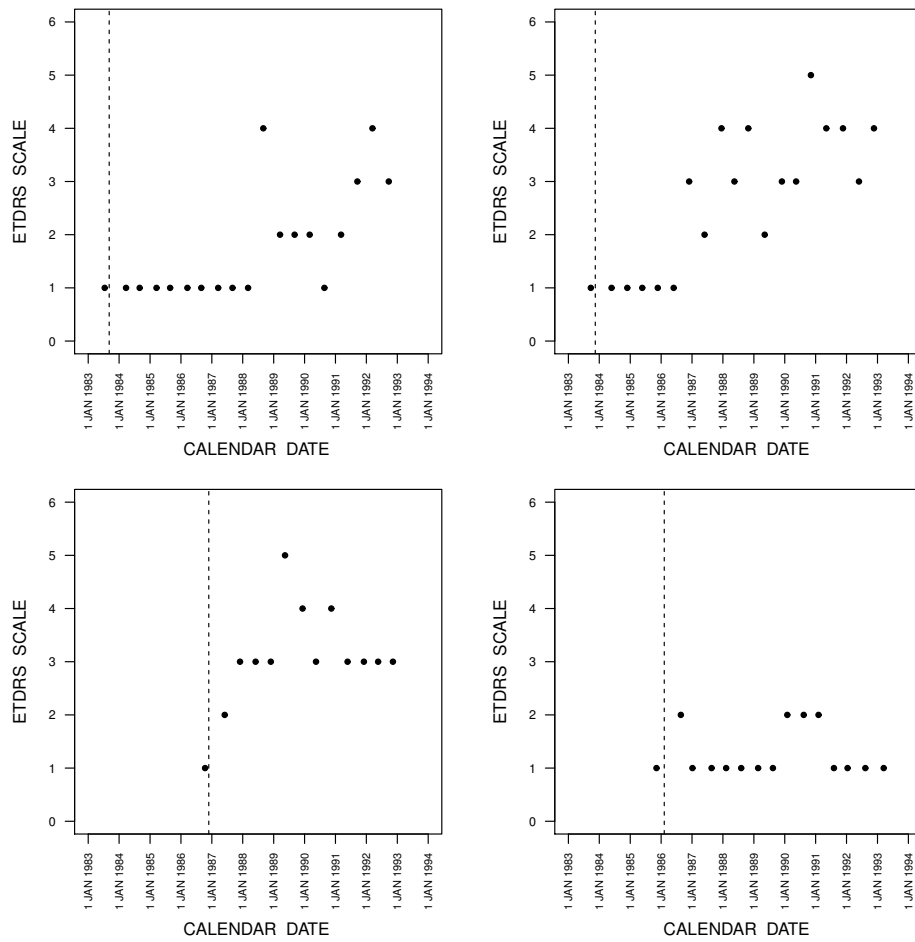 6
5
4
3
2
1
0
ETDRS SCALE
1 JAN 1983
1 JAN 1984
1 JAN 1985
1 JAN 1986
1 JAN 1987
1 JAN 1988
1 JAN 1989
1 JAN 1990
1 JAN 1991
1 JAN 1992
1 JAN 1993
1 JAN 1994
CALENDAR DATE
6
5
4
3
2
1
0
ETDRS SCALE
1 JAN 1983
1 JAN 1984
1 JAN 1985
1 JAN 1986
1 JAN 1987
1 JAN 1988
1 JAN 1989
1 JAN 1990
1 JAN 1991
1 JAN 1992
1 JAN 1993
1 JAN 1994
CALENDAR DATE
6
5
4
3
2
1
0
ETDRS SCALE
1 JAN 1983
1 JAN 1984
1 JAN 1985
1 JAN 1986
1 JAN 1987
1 JAN 1988
1 JAN 1989
1 JAN 1990
1 JAN 1991
1 JAN 1992
1 JAN 1993
1 JAN 1994
CALENDAR DATE
6
5
4
3
2
1
0
ETDRS SCALE
1 JAN 1983
1 JAN 1984
1 JAN 1985
1 JAN 1986
1 JAN 1987
1 JAN 1988
1 JAN 1989
1 JAN 1990
1 JAN 1991
1 JAN 1992
1 JAN 1993
1 JAN 1994
CALENDAR DATE